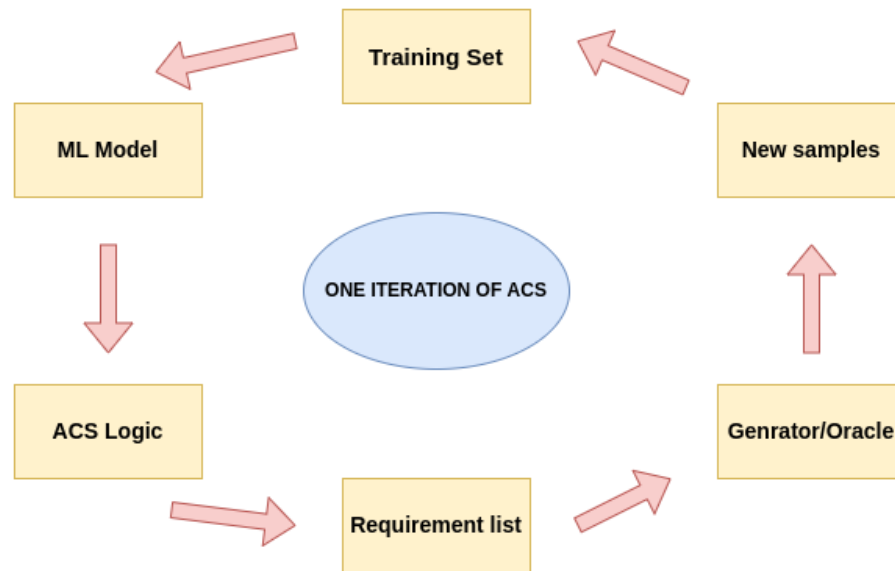 Training Set
ML Model
New samples
ONE ITERATION OF ACS
ACS Logic
Genrator/Oracle
Requirement list